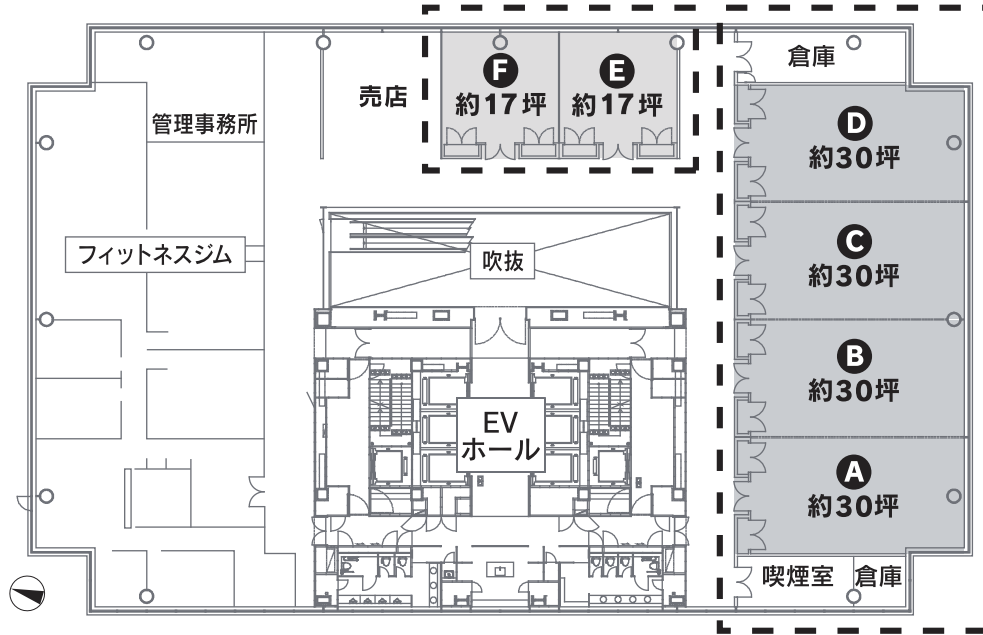 倉庫
F
約17坪
E
約17坪
売店
管理事務所
D
約30坪
フィットネスジム
吹抜
C
約30坪
B
約30坪
EV
ホール
A
約30坪
喫煙室
倉庫